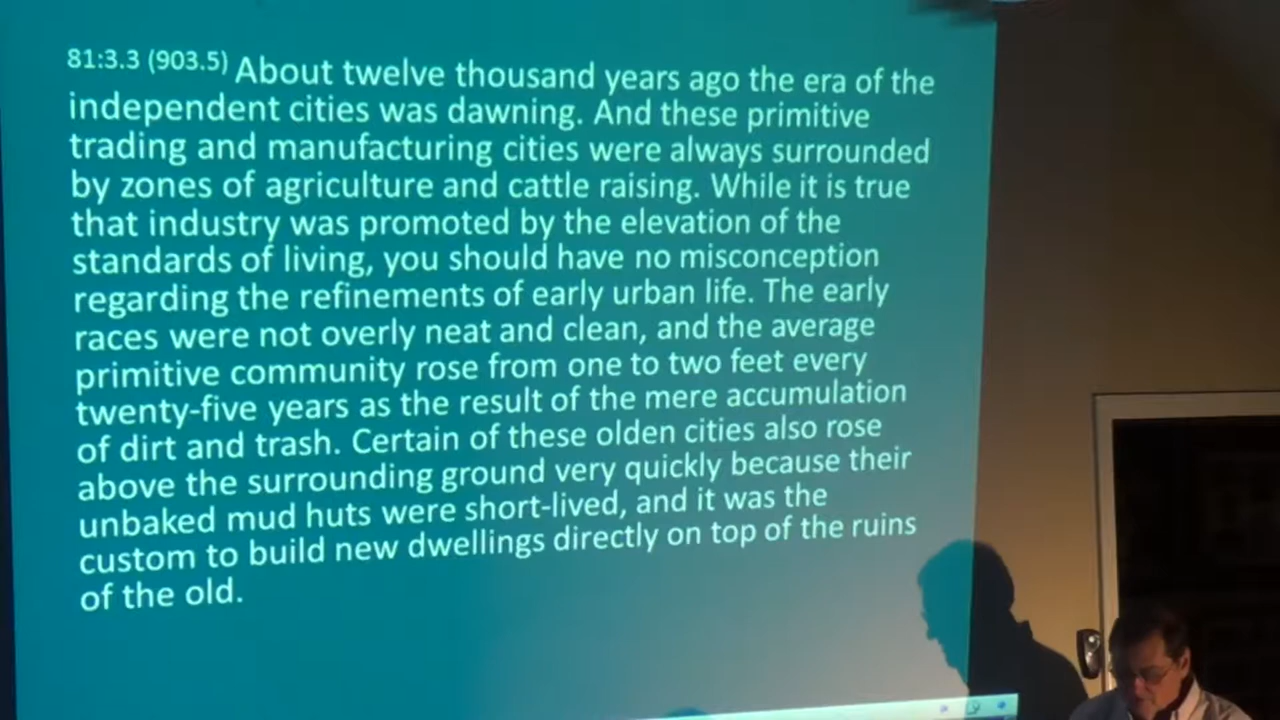 81:3.3 (903.5) About twelve thousand years ago the era of the
independent cities was dawning. And these primitive
trading and manufacturing cities were always surrounded
by zones of agriculture and cattle raising. While it is true
that industry was promoted by the elevation of the
standards of living, you should have no misconception
regarding the refinements of early urban life. The early
races were not overly neat and clean, and the average
primitive community rose from one to two feet every
twenty-five years as the result of the mere accumulation
of dirt and trash. Certain of these olden cities also rose
above the surrounding ground very quickly because their
unbaked mud huts were short-lived, and it was the
custom to build new dwellings directly on top of the ruins
of the old.